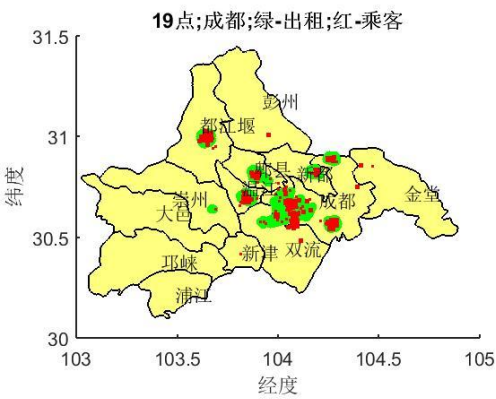 19点;成都;绿-出租;红-乘客
31.5
31
30.5
30
纬度
彭州
都江堰
郫县
新都
温
金堂
崇州
成都
大邑
双流
新津
邛崃
蒲江
103
103.5
104
104.5
105
经度